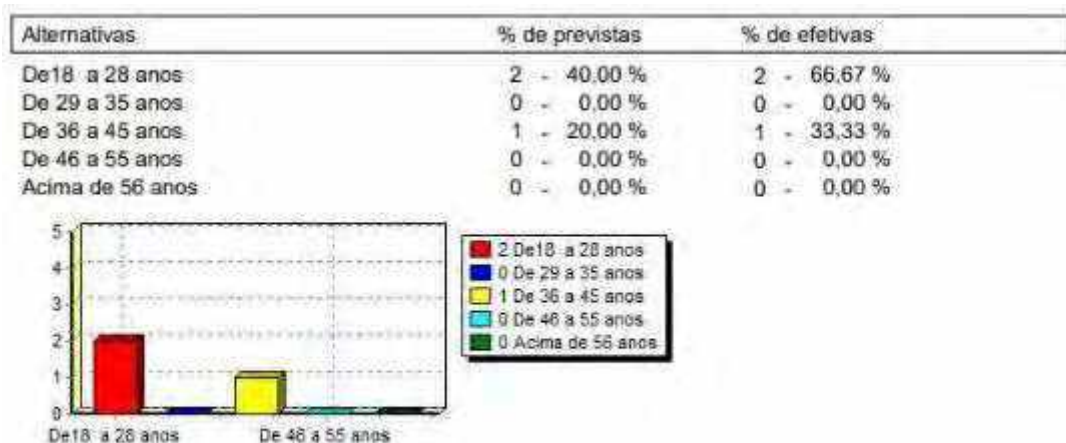 Alternativas % de previstas % de efetivas
De18 a 28 anos 2 - 40,00 % 2 - 66,67 %
De 29 a 35 anos 0 - 0,00 % 0 - 0,00 %
De 36 a 45 anos 1 - 20,00 % 1 - 33,33 %
De 46 a 55 anos 0 - 0,00 % 0 - 0,00 %
Acima de 56 anos 0 - 0,00 % 0 - 0,00 %
5
4
3
2
1
0
De18 a 28 anos De 46 a 55 anos
2 De18 a 28 anos
0 De 29 a 35 anos
1 De 36 a 45 anos
0 De 46 a 55 anos
0 Acima de 56 anos